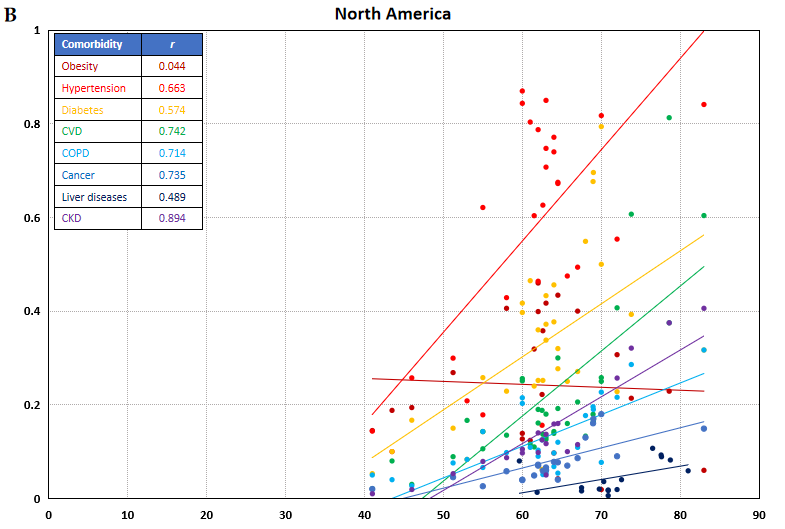 B
North America
Comorbidity r
Obesity 0.044
Hypertension 0.663
Diabetes 0.574
CVD 0.742
COPD 0.714
Cancer 0.735
Liver diseases 0.489
CKD 0.894
1
0.8
0.6
0.4
0.2
0
0 10 20 30 40 50 60 70 80 90